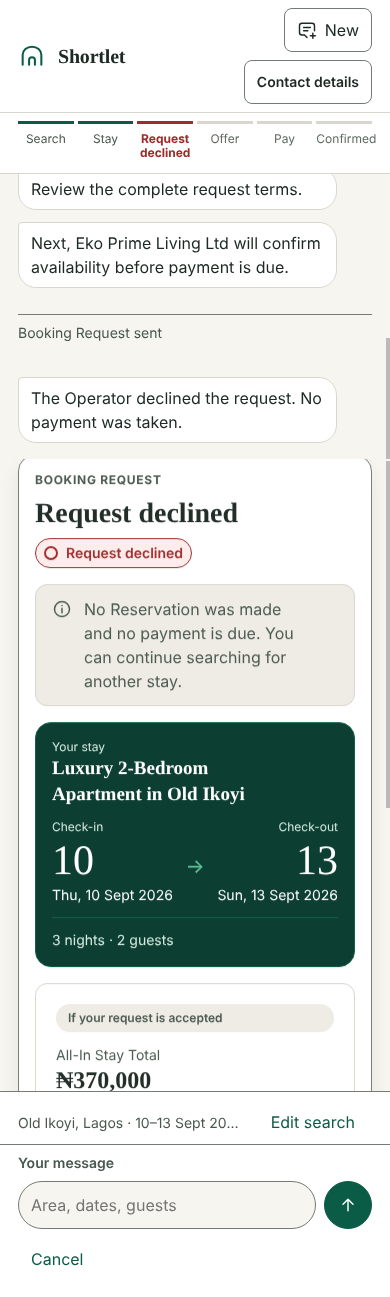 New
Shortlet
Contact details
Search
Stay
Request
declined
Offer
Pay
Confirmed
Review the complete request terms.
Next, Eko Prime Living Ltd will confirm
availability before payment is due.
Booking Request sent
The Operator declined the request. No
payment was taken.
BOOKING REQUEST
Request declined
Request declined
No Reservation was made
and no payment is due. You
can continue searching for
another stay.
Your stay
Luxury 2-Bedroom
Apartment in Old Ikoyi
Check-in
Check-out
10
→
13
Thu, 10 Sept 2026
Sun, 13 Sept 2026
3 nights · 2 guests
If your request is accepted
All-In Stay Total
₦370,000
Old Ikoyi, Lagos · 10–13 Sept 20...
Edit search
Your message
Area, dates, guests
Cancel